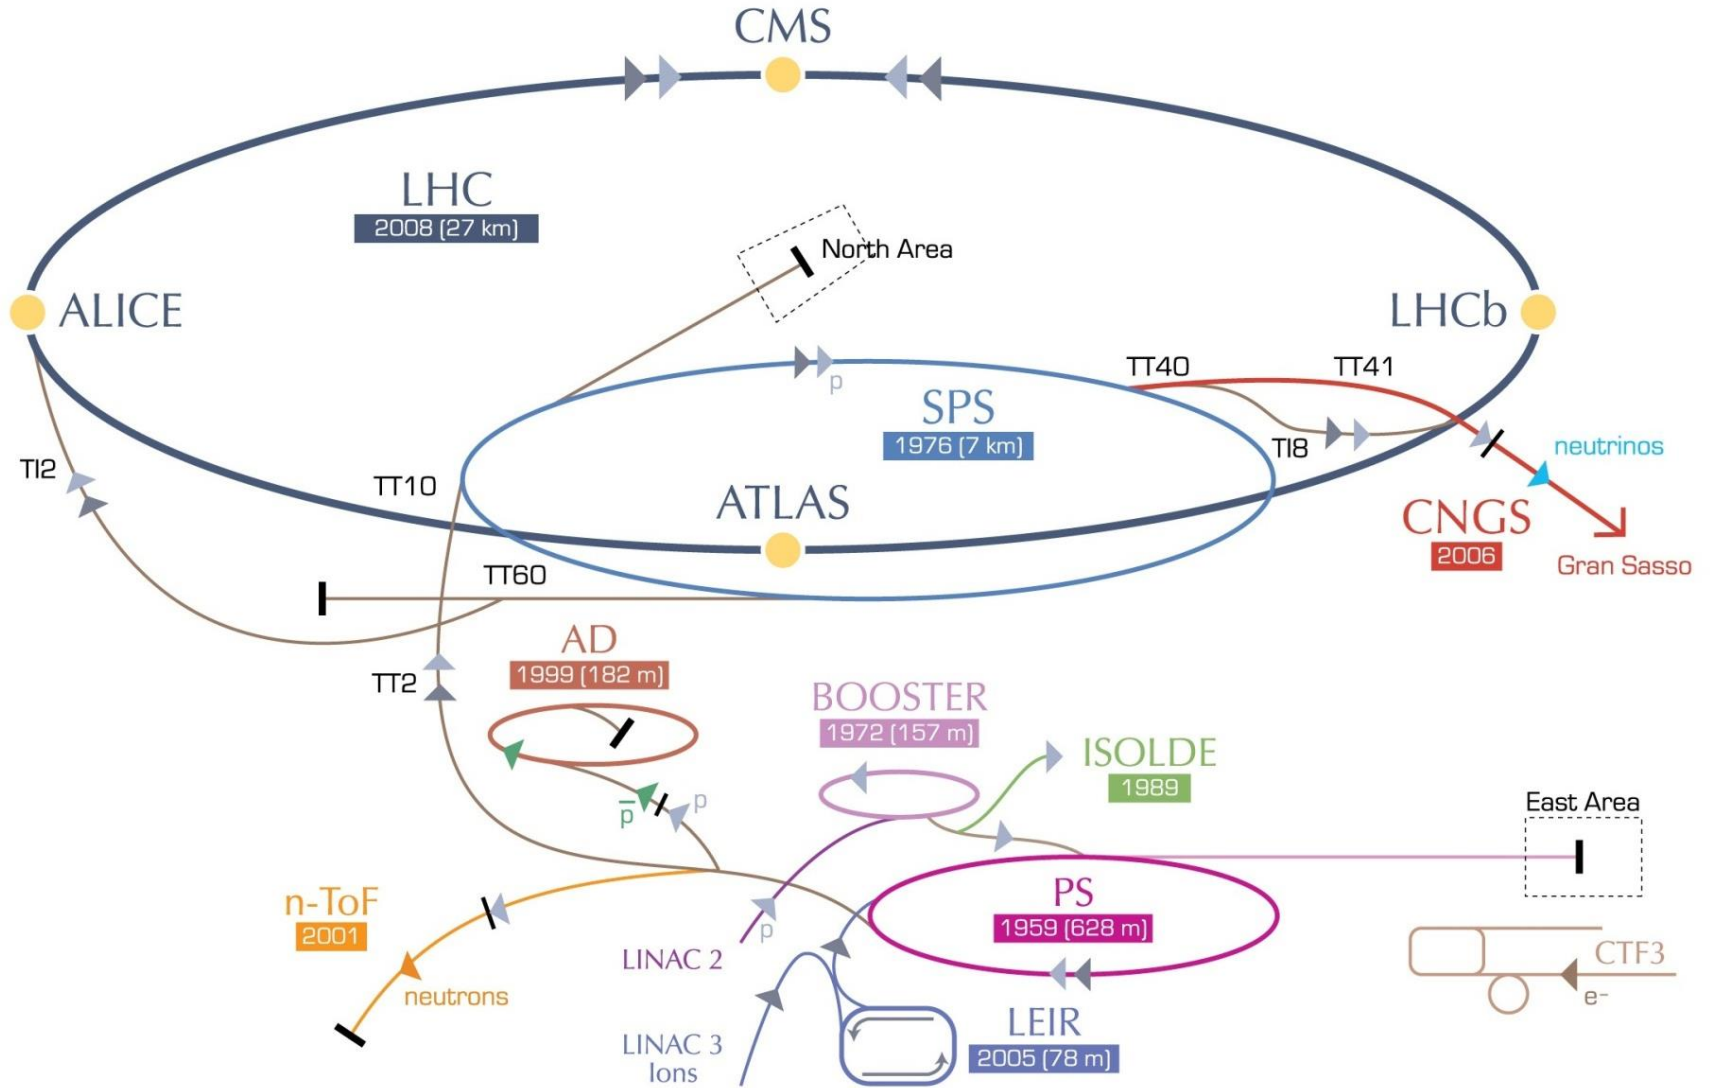 CMS
LHC
2008 (27 km)
North Area
ALICE
LHCb
TT40
TT41
p
SPS
1976 (7 km)
TI8
neutrinos
TI2
TT10
ATLAS
CNGS
2006
Gran Sasso
TT60
AD
1999 (182 m)
TT2
BOOSTER
1972 (157 m)
ISOLDE
1989
p̅
p
East Area
n-ToF
2001
PS
1959 (628 m)
p
LINAC 2
neutrons
CTF3
e⁻
LEIR
2005 (78 m)
LINAC 3
Ions